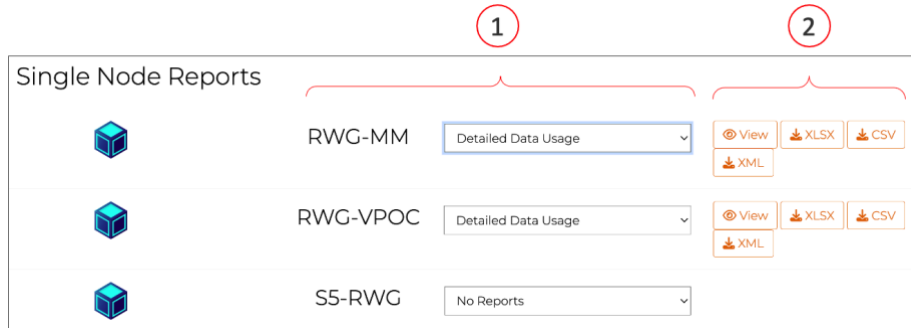 1 2
Single Node Reports
RWG-MM Detailed Data Usage View XLSX CSV
XML
RWG-VPOC Detailed Data Usage View XLSX CSV
XML
S5-RWG No Reports